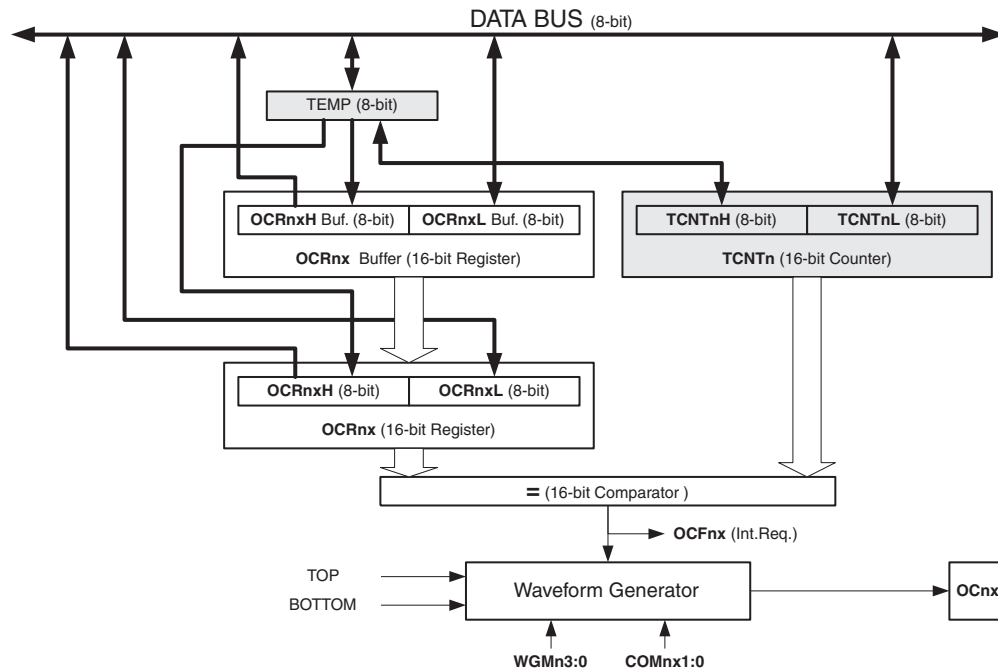 DATA BUS (8-bit)
TEMP (8-bit)
OCRnxH Buf. (8-bit) OCRnxL Buf. (8-bit)
OCRnx Buffer (16-bit Register)
TCNTnH (8-bit) TCNTnL (8-bit)
TCNTn (16-bit Counter)
OCRnxH (8-bit) OCRnxL (8-bit)
OCRnx (16-bit Register)
= (16-bit Comparator )
OCFnx (Int.Req.)
TOP
BOTTOM
Waveform Generator
OCnx
WGMn3:0 COMnx1:0